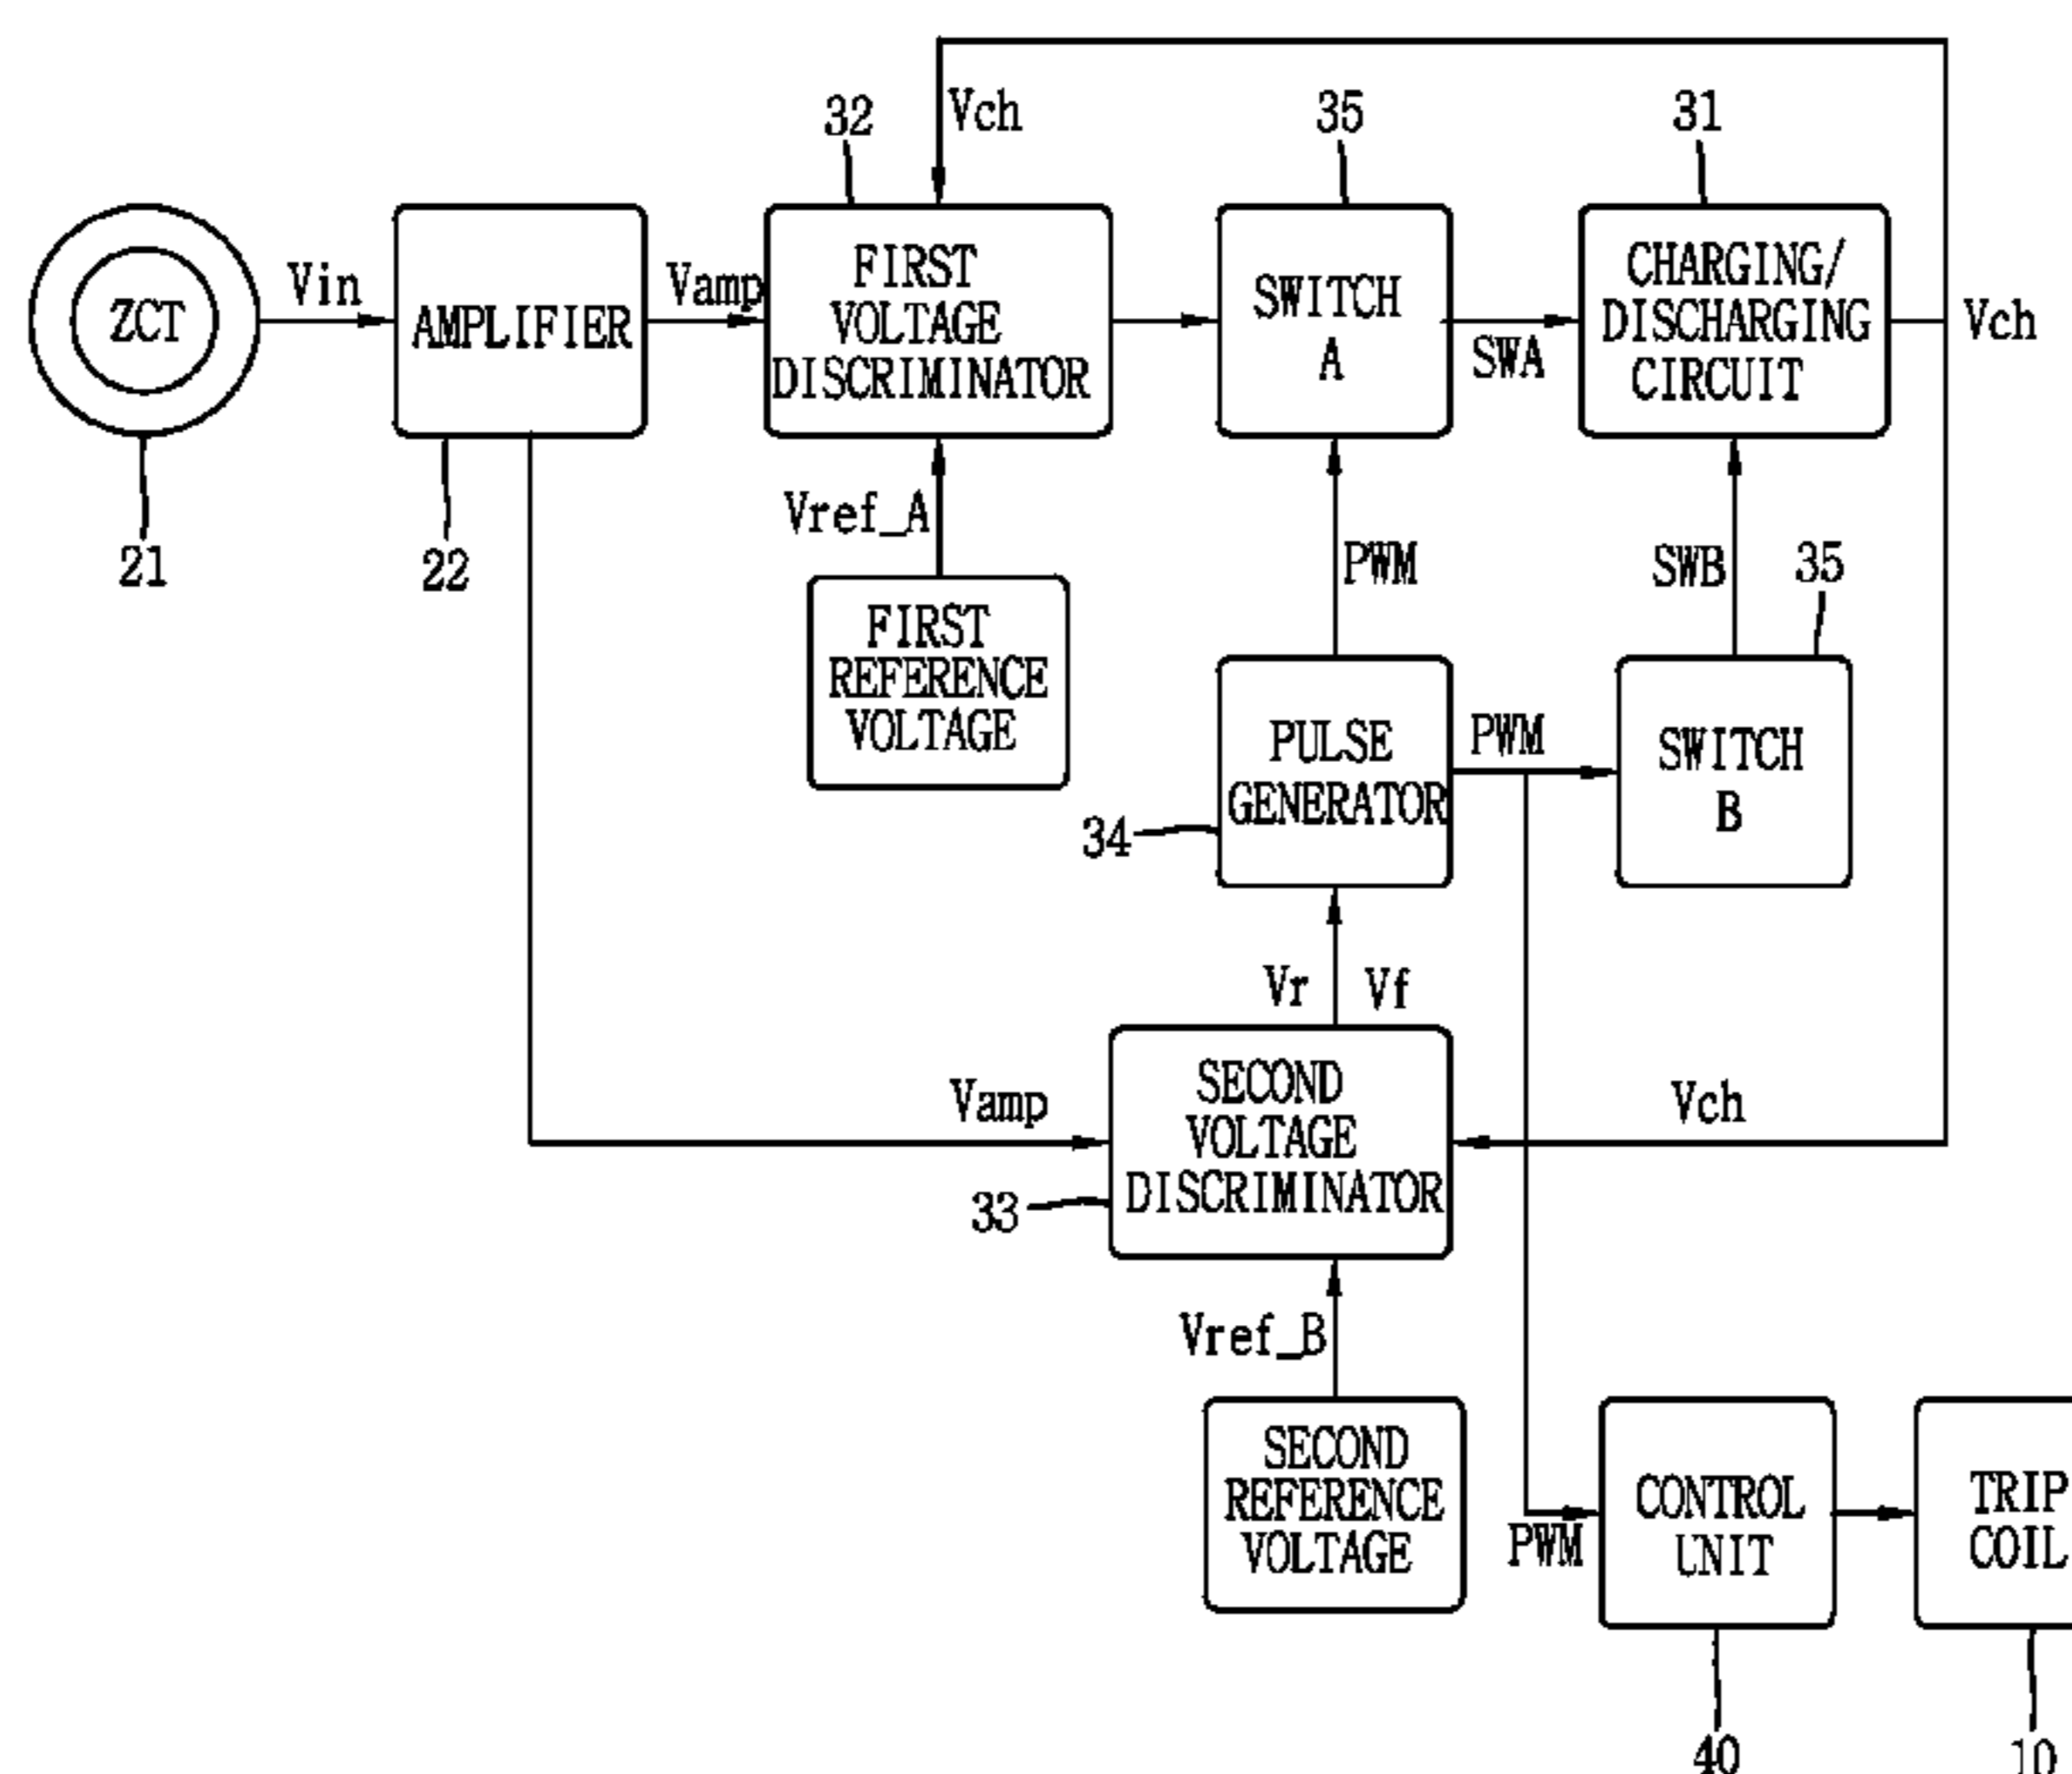 Vch
32
35
31
ZCT
Vin
AMPLIFIER
Vamp
FIRST
VOLTAGE
DISCRIMINATOR
SWITCH
A
SWA
CHARGING/
DISCHARGING
CIRCUIT
Vch
21
22
Vref_A
PWM
SWB
35
FIRST
REFERENCE
VOLTAGE
PULSE
GENERATOR
34
PWM
SWITCH
B
Vr
Vf
Vamp
SECOND
VOLTAGE
DISCRIMINATOR
33
Vch
Vref_B
SECOND
REFERENCE
VOLTAGE
PWM
CONTROL
UNIT
TRIP
COIL
40
10